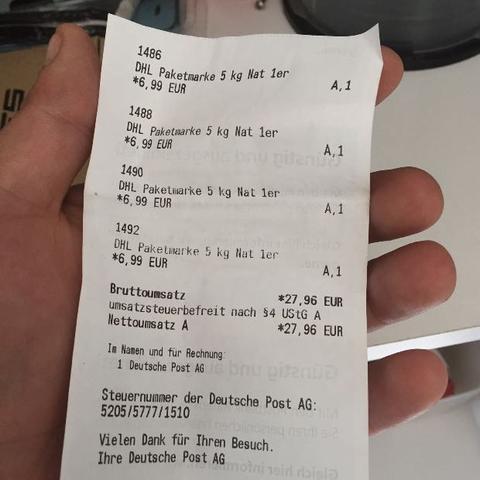 1486
DHL Paketmarke 5 kg Nat 1er
*6,99 EUR A,1
1488
DHL Paketmarke 5 kg Nat 1er
*6,99 EUR A,1
1490
DHL Paketmarke 5 kg Nat 1er
*6,99 EUR A,1
1492
DHL Paketmarke 5 kg Nat 1er
*6,99 EUR A,1
Bruttoumsatz *27,96 EUR
umsatzsteuerbefreit nach §4 UStG A
Nettoumsatz A *27,96 EUR
Im Namen und für Rechnung:
1 Deutsche Post AG
Steuernummer der Deutsche Post AG:
5205/5777/1510
Vielen Dank für Ihren Besuch.
Ihre Deutsche Post AG